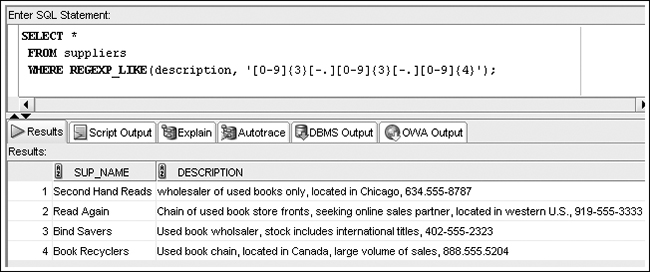 Enter SQL Statement:
SELECT *
FROM suppliers
WHERE REGEXP_LIKE(description, '[0-9]{3}[-.][0-9]{3}[-.][0-9]{4}');
Results Script Output Explain Autotrace DBMS Output OWA Output
Results:
SUP_NAME DESCRIPTION
1 Second Hand Reads wholesaler of used books only, located in Chicago, 634.555-8787
2 Read Again Chain of used book store fronts, seeking online sales partner, located in western U.S., 919-555-3333
3 Bind Savers Used book wholsaler, stock includes international titles, 402-555-2323
4 Book Recyclers Used book chain, located in Canada, large volume of sales, 888.555.5204